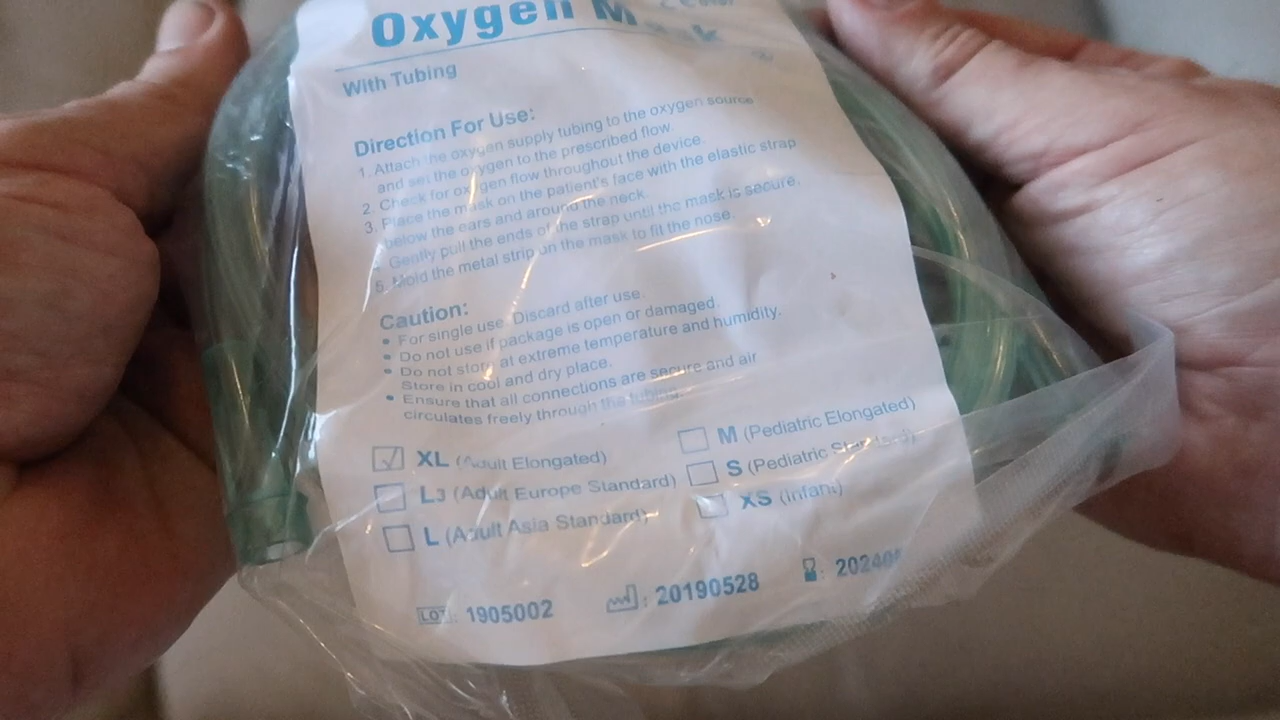 Oxygen Mask
With Tubing
Direction For Use:
1. Attach the oxygen supply tubing to the oxygen source
and set the oxygen to the prescribed flow.
2. Check for oxygen flow throughout the device.
3. Place the mask on the patient's face with the elastic strap
below the ears and around the neck.
Gently pull the ends of the strap until the mask is secure.
5. Mold the metal strip on the mask to fit the nose.
Caution:
• For single use. Discard after use.
• Do not use if package is open or damaged.
• Do not store at extreme temperature and humidity.
Store in cool and dry place.
• Ensure that all connections are secure and air
circulates freely through the tubing.
XL (Adult Elongated)
L3 (Adult Europe Standard)
L (Adult Asia Standard)
M (Pediatric Elongated)
S (Pediatric Standard)
XS (Infant)
LOT: 1905002
: 20190528
: 202405